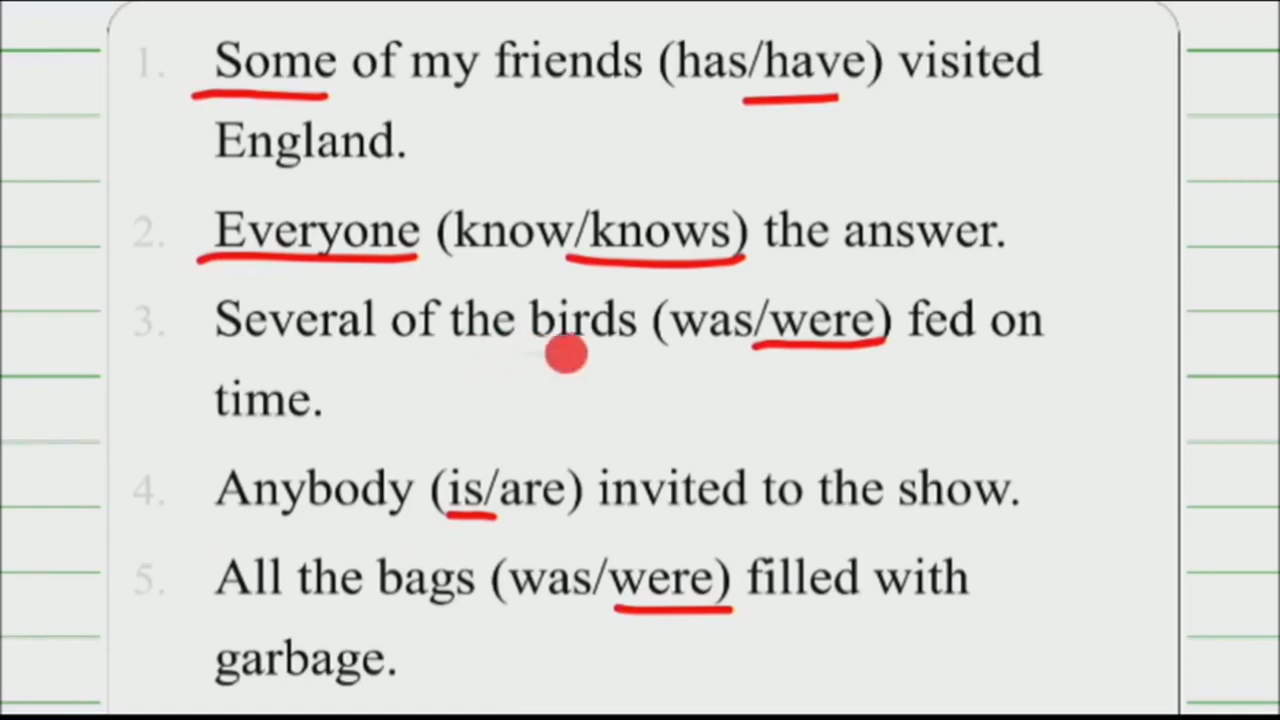 1. Some of my friends (has/have) visited
England.
2. Everyone (know/knows) the answer.
3. Several of the birds (was/were) fed on
time.
4. Anybody (is/are) invited to the show.
5. All the bags (was/were) filled with
garbage.